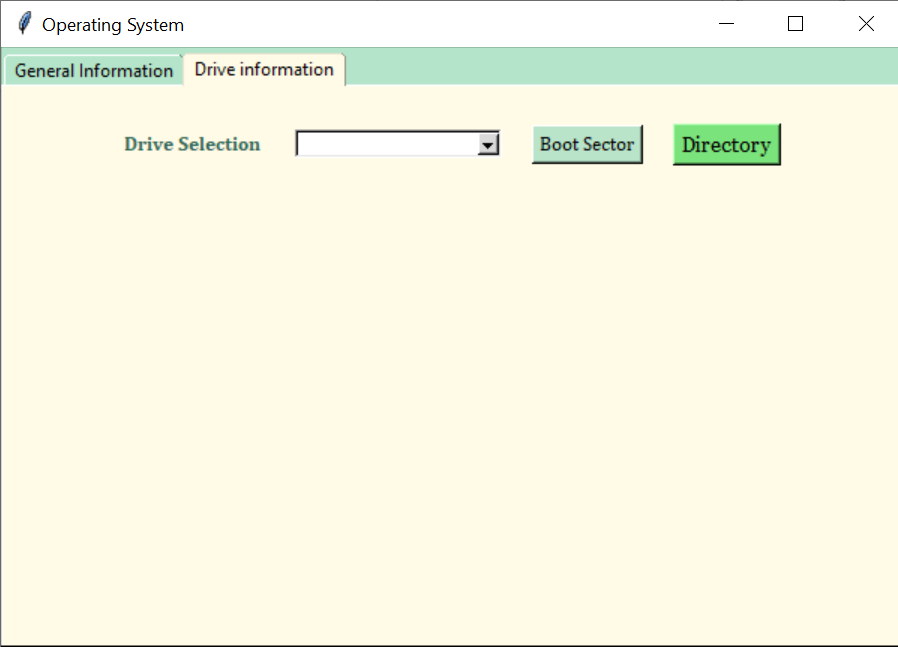 Operating System
General Information Drive information
Drive Selection Boot Sector Directory